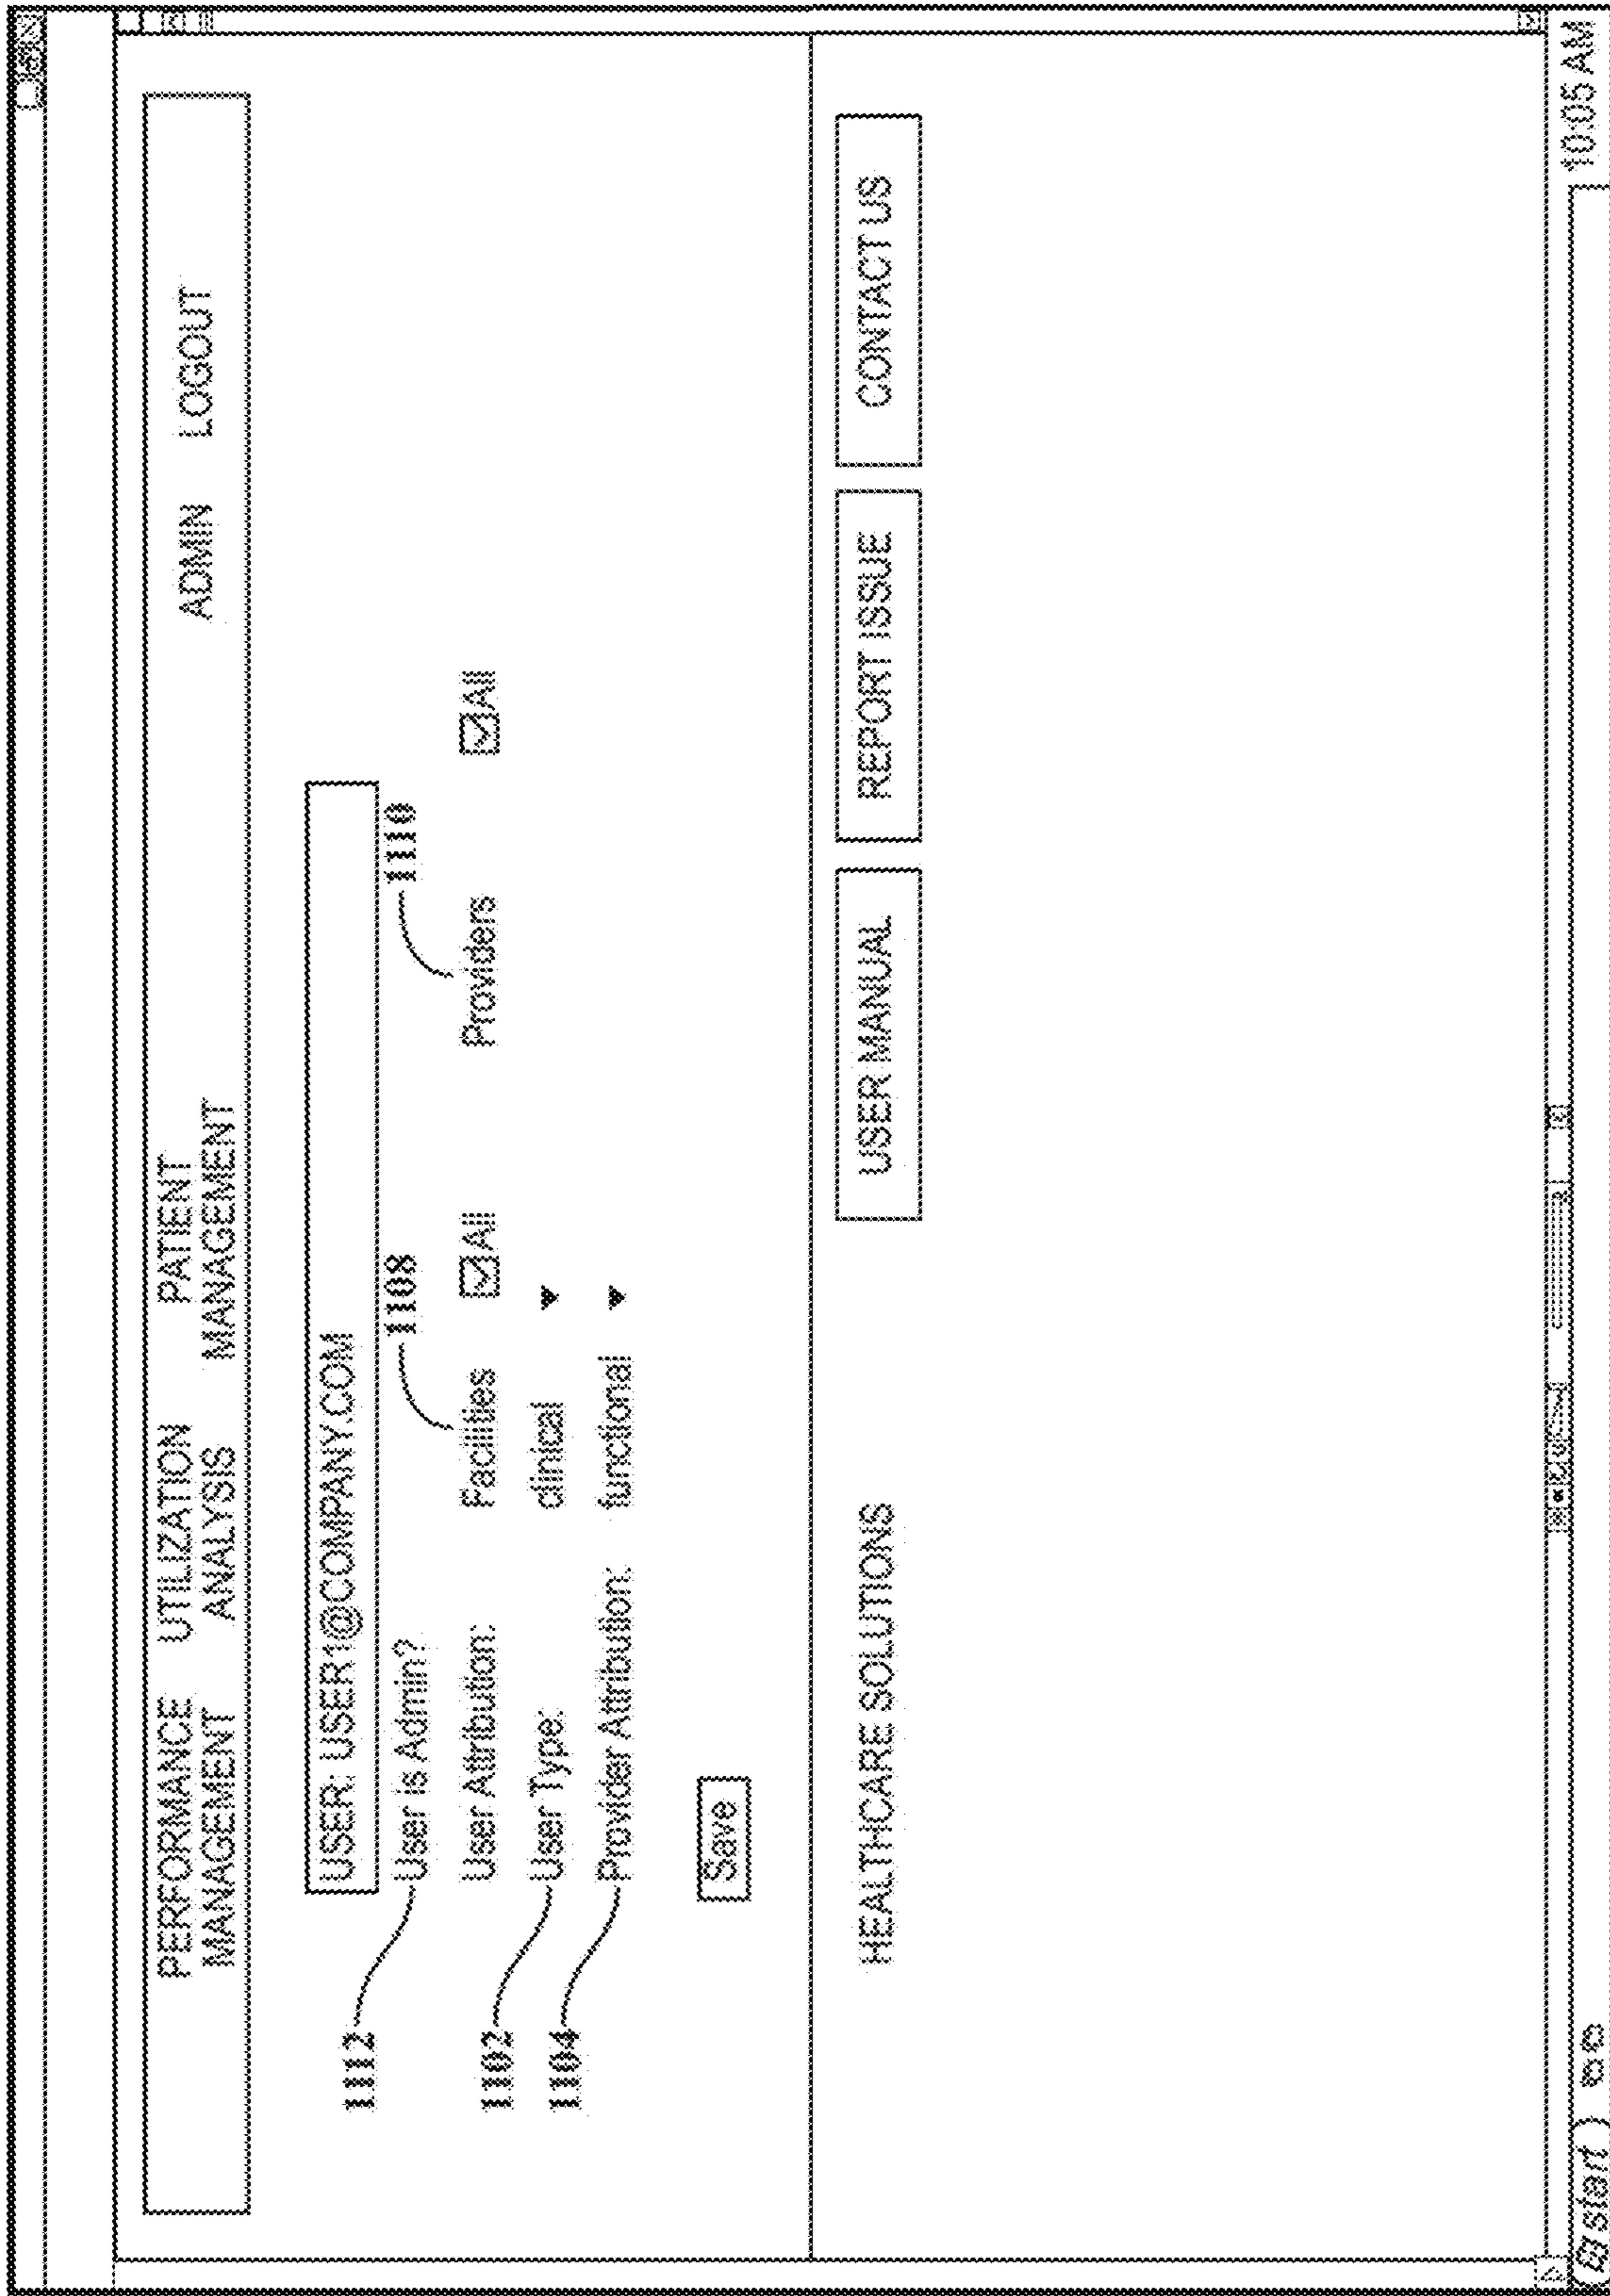 PERFORMANCE MANAGEMENT
UTILIZATION ANALYSIS
PATIENT MANAGEMENT
ADMIN
LOGOUT
USER: USER1@COMPANY.COM
1112
User is Admin?
1108
1110
User Attribution:
Facilities
All
Providers
All
1102
User Type:
clinical
1104
Provider Attribution:
functional
Save
HEALTHCARE SOLUTIONS
USER MANUAL
REPORT ISSUE
CONTACT US
start
10:05 AM